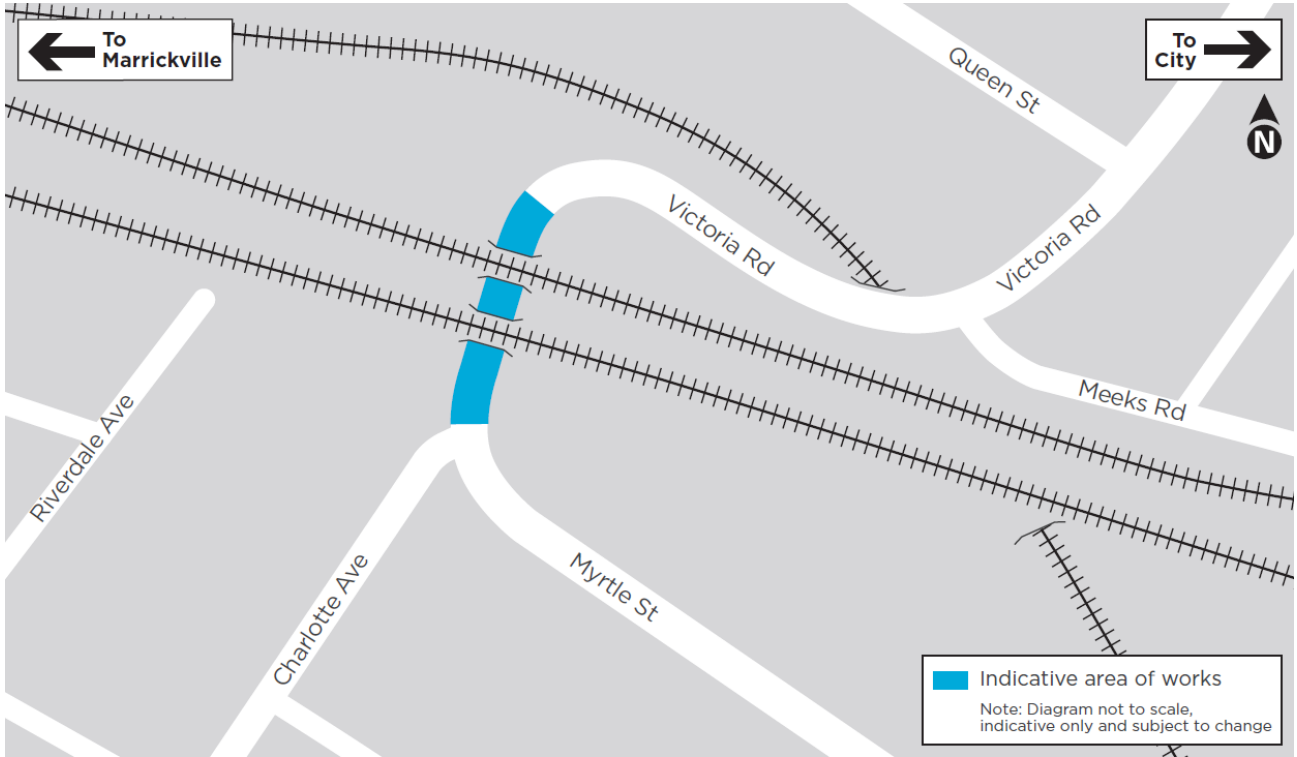 To
Marrickville
To
City
N
Queen St
Victoria Rd
Victoria Rd
Meeks Rd
Riverdale Ave
Charlotte Ave
Myrtle St
Indicative area of works
Note: Diagram not to scale,
indicative only and subject to change